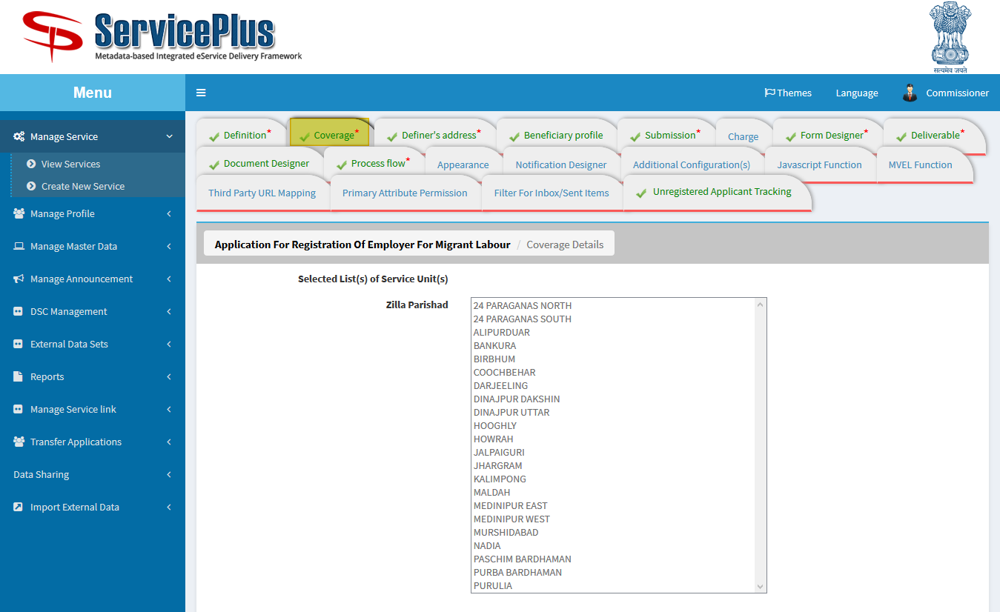 ServicePlus
Metadata-based Integrated eService Delivery Framework
सत्यमेव जयते
Menu
Themes Language Commissioner
Manage Service
View Services
Create New Service
Manage Profile
Manage Master Data
Manage Announcement
DSC Management
External Data Sets
Reports
Manage Service link
Transfer Applications
Data Sharing
Import External Data
Definition* Coverage* Definer's address* Beneficiary profile Submission* Charge Form Designer* Deliverable*
Document Designer Process flow* Appearance Notification Designer Additional Configuration(s) Javascript Function MVEL Function
Third Party URL Mapping Primary Attribute Permission Filter For Inbox/Sent Items Unregistered Applicant Tracking
Application For Registration Of Employer For Migrant Labour / Coverage Details
Selected List(s) of Service Unit(s)
Zilla Parishad
24 PARAGANAS NORTH
24 PARAGANAS SOUTH
ALIPURDUAR
BANKURA
BIRBHUM
COOCHBEHAR
DARJEELING
DINAJPUR DAKSHIN
DINAJPUR UTTAR
HOOGHLY
HOWRAH
JALPAIGURI
JHARGRAM
KALIMPONG
MALDAH
MEDINIPUR EAST
MEDINIPUR WEST
MURSHIDABAD
NADIA
PASCHIM BARDHAMAN
PURBA BARDHAMAN
PURULIA